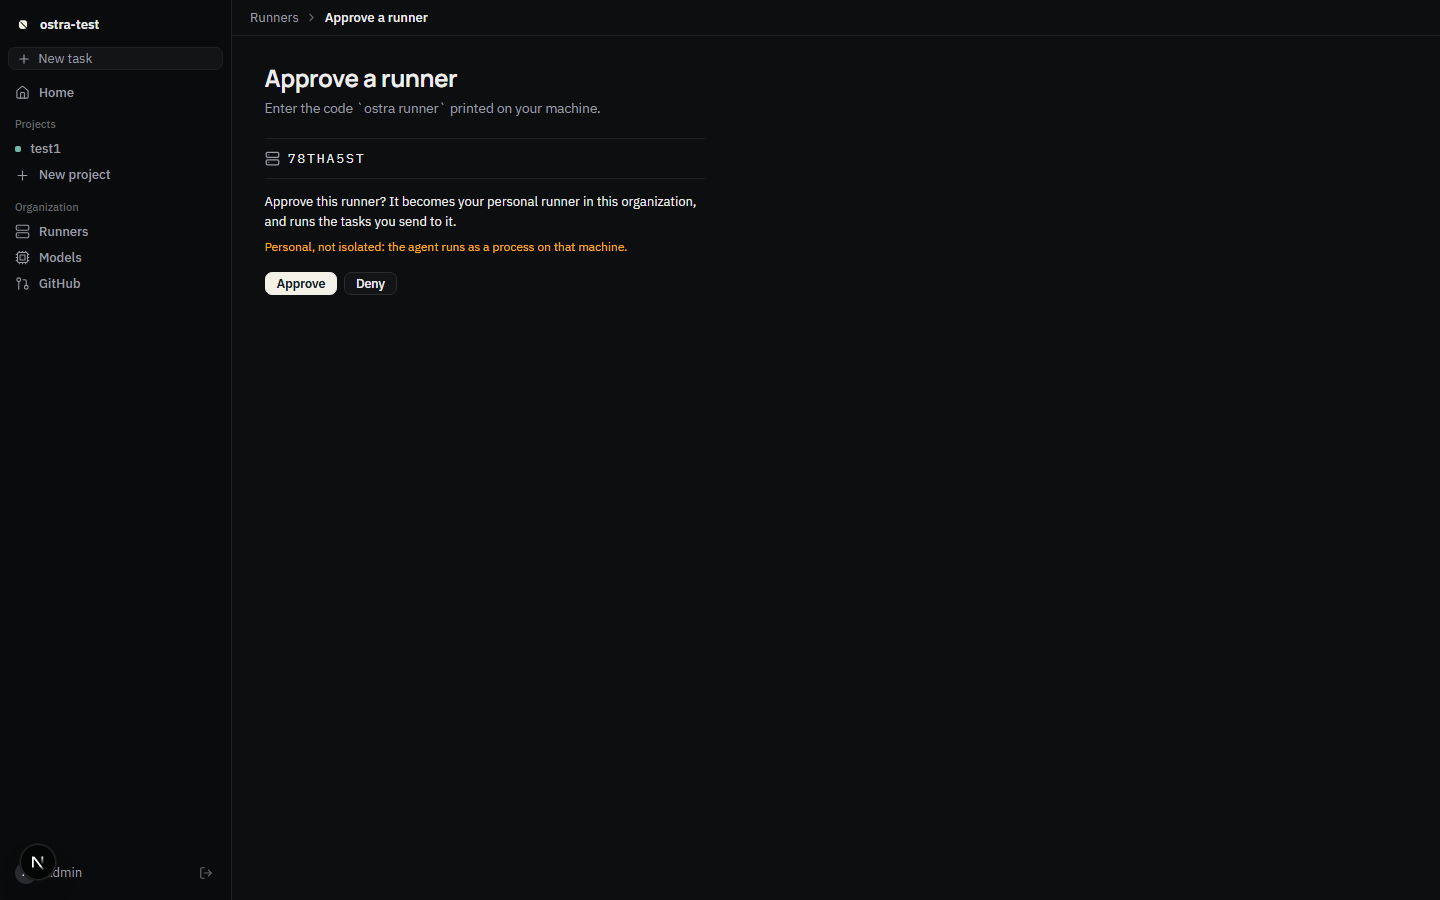 ostra-test
New task
Home
Projects
test1
New project
Organization
Runners
Models
GitHub
Runners > Approve a runner
Approve a runner
Enter the code `ostra runner` printed on your machine.
78THA5ST
Approve this runner? It becomes your personal runner in this organization,
and runs the tasks you send to it.
Personal, not isolated: the agent runs as a process on that machine.
Approve Deny
N
dmin